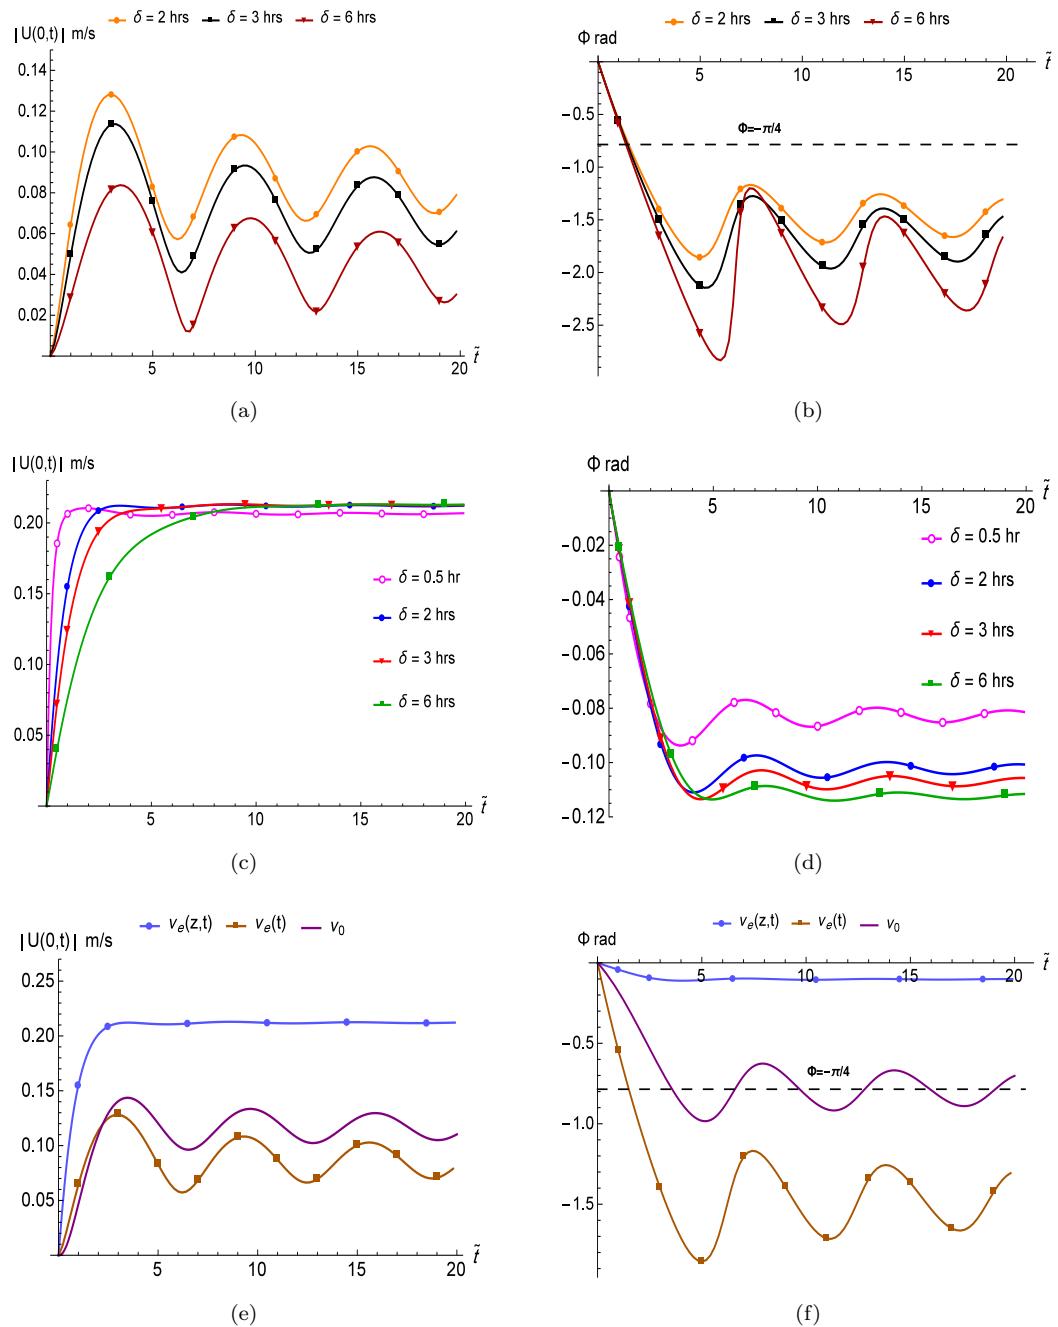 δ = 2 hrs δ = 3 hrs δ = 6 hrs
|U(0,t)| m/s
0.14
0.12
0.10
0.08
0.06
0.04
0.02
5 10 15 20
t̃
(a)
δ = 2 hrs δ = 3 hrs δ = 6 hrs
Φ rad
5 10 15 20
t̃
-0.5
Φ=-π/4
-1.0
-1.5
-2.0
-2.5
(b)
|U(0,t)| m/s
0.20
0.15
0.10
0.05
δ = 0.5 hr
δ = 2 hrs
δ = 3 hrs
δ = 6 hrs
5 10 15 20
t̃
(c)
Φ rad
5 10 15 20
t̃
-0.02
-0.04
-0.06
-0.08
-0.10
-0.12
δ = 0.5 hr
δ = 2 hrs
δ = 3 hrs
δ = 6 hrs
(d)
vₑ(z,t) vₑ(t) v₀
|U(0,t)| m/s
0.25
0.20
0.15
0.10
0.05
5 10 15 20
t̃
(e)
vₑ(z,t) vₑ(t) v₀
Φ rad
5 10 15 20
t̃
-0.5
Φ=-π/4
-1.0
-1.5
(f)